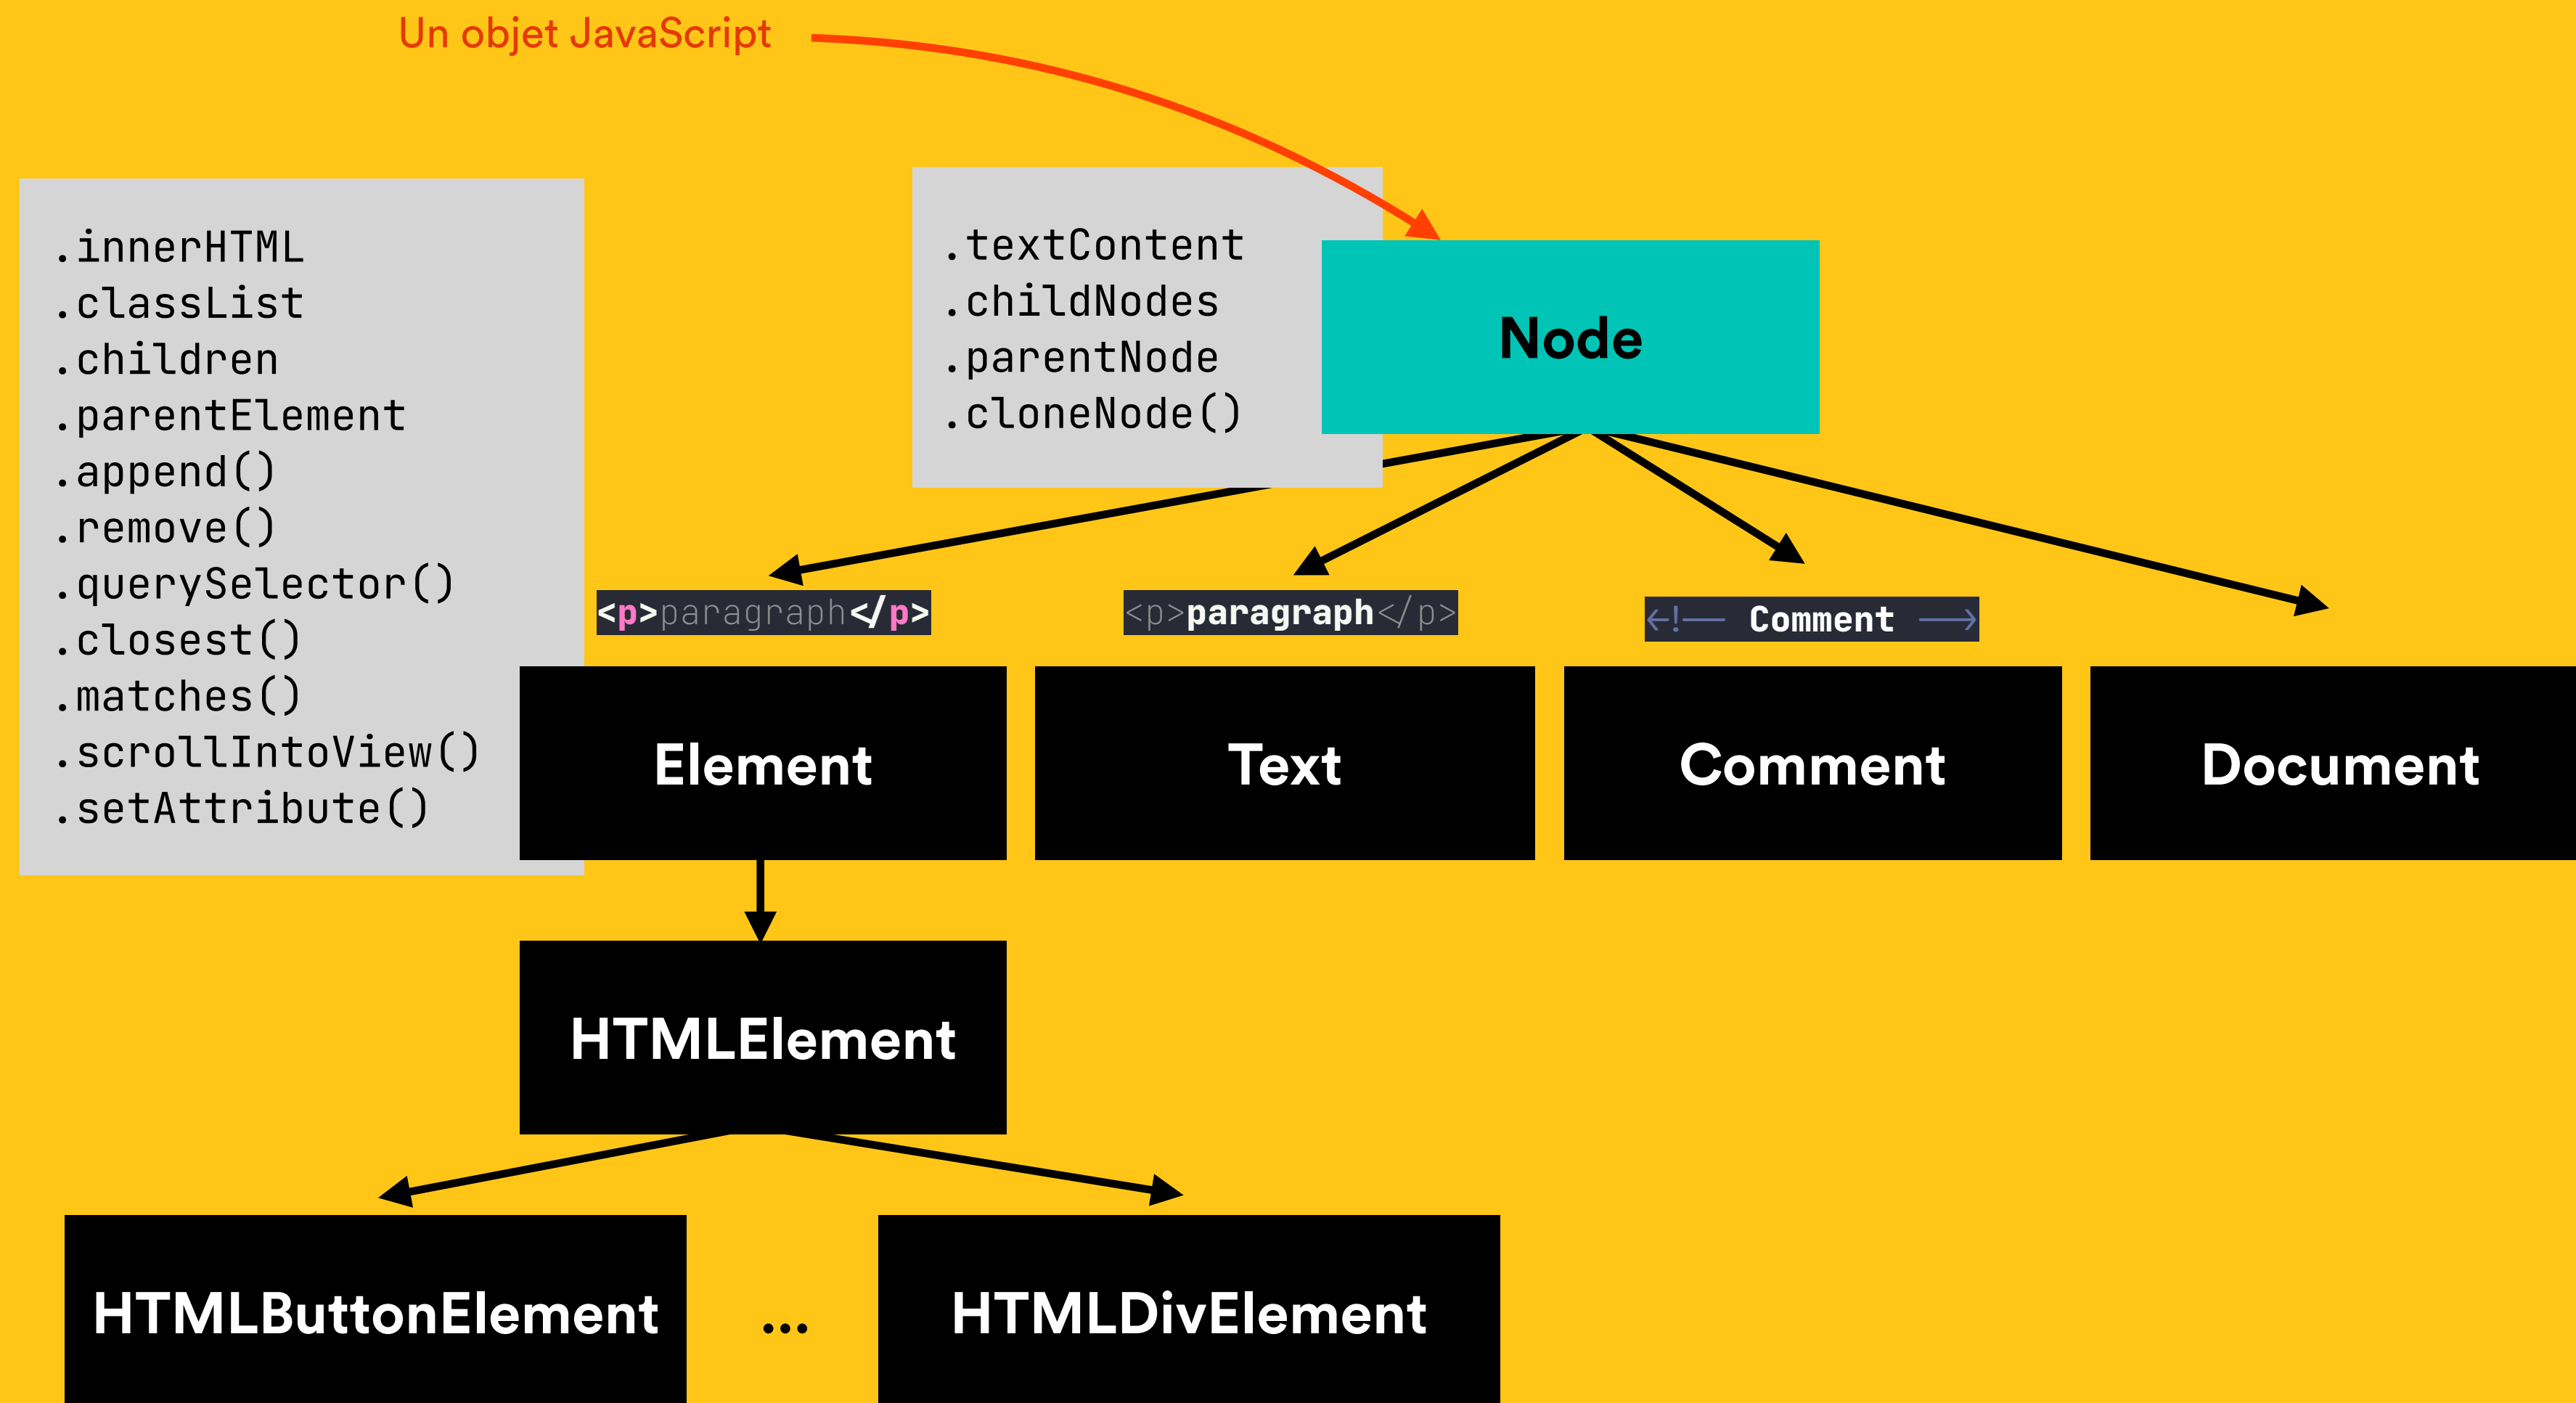 Un objet JavaScript
.innerHTML
.classList
.children
.parentElement
.append()
.remove()
.querySelector()
.closest()
.matches()
.scrollIntoView()
.setAttribute()
.textContent
.childNodes
.parentNode
.cloneNode()
Node
<p>paragraph</p>
<p>paragraph</p>
<!-- Comment -->
Element
Text
Comment
Document
HTMLElement
HTMLButtonElement
...
HTMLDivElement